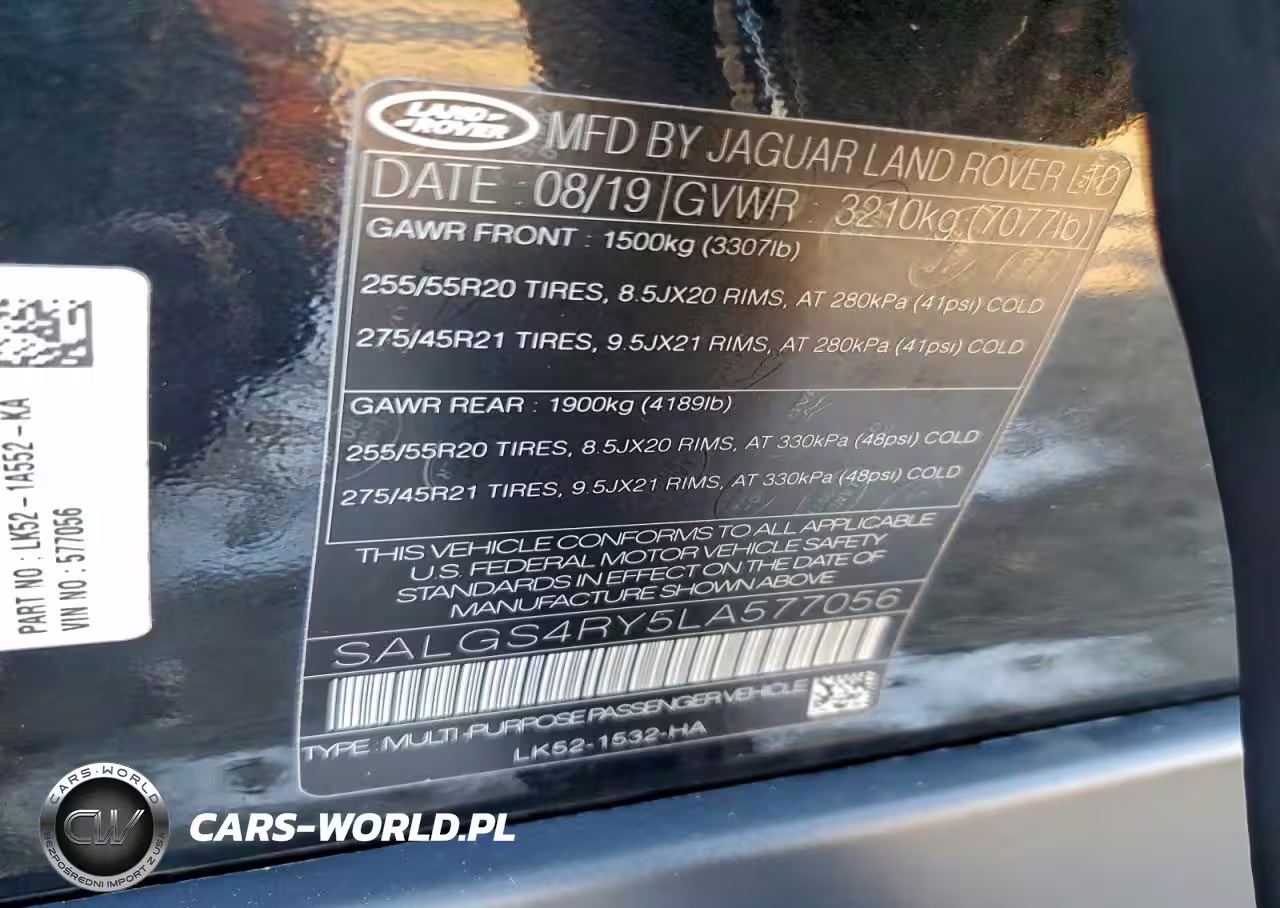 LAND ROVER
MFD BY JAGUAR LAND ROVER LTD
DATE 08/19 GVWR 3210kg (7077lb)
GAWR FRONT : 1500kg (3307lb)
255/55R20 TIRES, 8.5JX20 RIMS, AT 280kPa (41psi) COLD
275/45R21 TIRES, 9.5JX21 RIMS, AT 280kPa (41psi) COLD
GAWR REAR : 1900kg (4189lb)
255/55R20 TIRES, 8.5JX20 RIMS, AT 330kPa (48psi) COLD
275/45R21 TIRES, 9.5JX21 RIMS, AT 330kPa (48psi) COLD
THIS VEHICLE CONFORMS TO ALL APPLICABLE
U.S. FEDERAL MOTOR VEHICLE SAFETY
STANDARDS IN EFFECT ON THE DATE OF
MANUFACTURE SHOWN ABOVE
SALGS4RY5LA577056
TYPE : MULTI-PURPOSE PASSENGER VEHICLE
LK52-1532-HA
PART NO : LK52-1A552-KA
VIN NO : 577056
CARS-WORLD
CW
BEZPOŚREDNI IMPORT Z USA
CARS-WORLD.PL